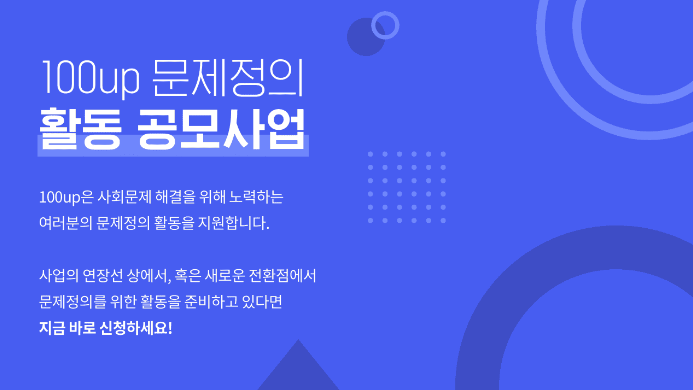 100up 문제정의
활동 공모사업
100up은 사회문제 해결을 위해 노력하는
여러분의 문제정의 활동을 지원합니다.
사업의 연장선 상에서, 혹은 새로운 전환점에서
문제정의를 위한 활동을 준비하고 있다면
지금 바로 신청하세요!